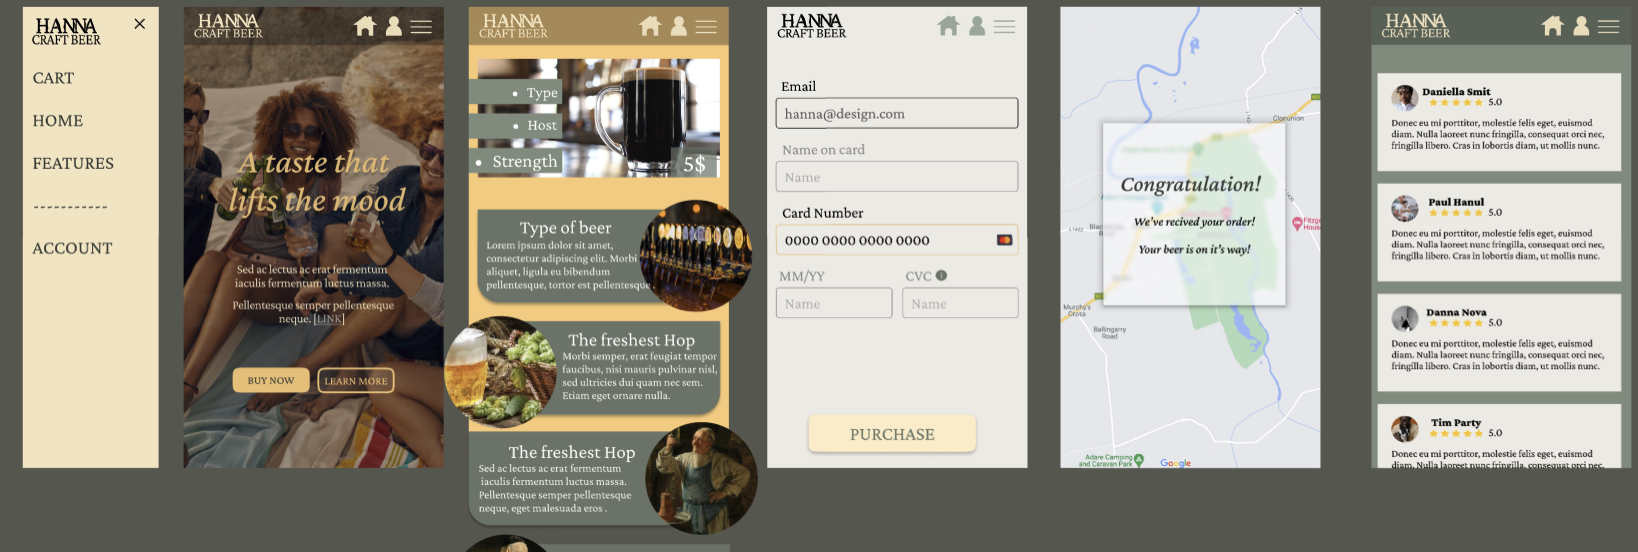 HANNA
CRAFT BEER
CART
HOME
FEATURES
-----------
ACCOUNT
HANNA
CRAFT BEER
A taste that
lifts the mood
Sed ac lectus ac erat fermentum
iaculis fermentum luctus massa.
Pellentesque semper pellentesque
neque. [LINK]
BUY NOW
LEARN MORE
HANNA
CRAFT BEER
• Type
• Host
• Strength
5$
Type of beer
Lorem ipsum dolor sit amet,
consectetur adipiscing elit. Morbi
aliquet, ligula eu bibendum
pellentesque, tortor est pellentesque.
The freshest Hop
Morbi semper, erat feugiat tempor
faucibus, nisi mauris pulvinar nisl,
sed ultricies dui quam nec sem.
Etiam eget ornare nulla.
The freshest Hop
Sed ac lectus ac erat fermentum
iaculis fermentum luctus massa.
Pellentesque semper pellentesque
neque, eget malesuada eros .
HANNA
CRAFT BEER
Email
hanna@design.com
Name on card
Name
Card Number
0000 0000 0000 0000
MM/YY
CVC
Name
Name
PURCHASE
Clonunion
L1422
Congratulation!
We've recived your order!
Your beer is on it's way!
Fitzge
House
Murphy's
Cross
Ballingarry
Road
Adare Camping
and Caravan Park
Google
HANNA
CRAFT BEER
Daniella Smit
5.0
Donec eu mi porttitor, molestie felis eget, euismod
diam. Nulla laoreet nunc fringilla, consequat orci nec,
fringilla libero. Cras in lobortis diam, ut mollis nunc.
Paul Hanul
5.0
Donec eu mi porttitor, molestie felis eget, euismod
diam. Nulla laoreet nunc fringilla, consequat orci nec,
fringilla libero. Cras in lobortis diam, ut mollis nunc.
Danna Nova
5.0
Donec eu mi porttitor, molestie felis eget, euismod
diam. Nulla laoreet nunc fringilla, consequat orci nec,
fringilla libero. Cras in lobortis diam, ut mollis nunc.
Tim Party
5.0
Donec eu mi porttitor, molestie felis eget, euismod
diam. Nulla laoreet nunc fringilla, consequat orci nec,